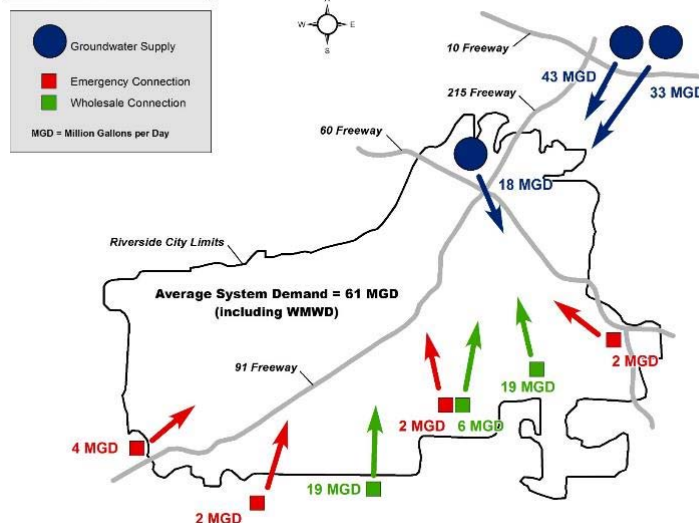 N
W
E
S
Groundwater Supply
Emergency Connection
Wholesale Connection
MGD = Million Gallons per Day
10 Freeway
43 MGD
33 MGD
215 Freeway
60 Freeway
18 MGD
Riverside City Limits
Average System Demand = 61 MGD
(including WMWD)
91 Freeway
2 MGD
19 MGD
2 MGD
6 MGD
4 MGD
19 MGD
2 MGD